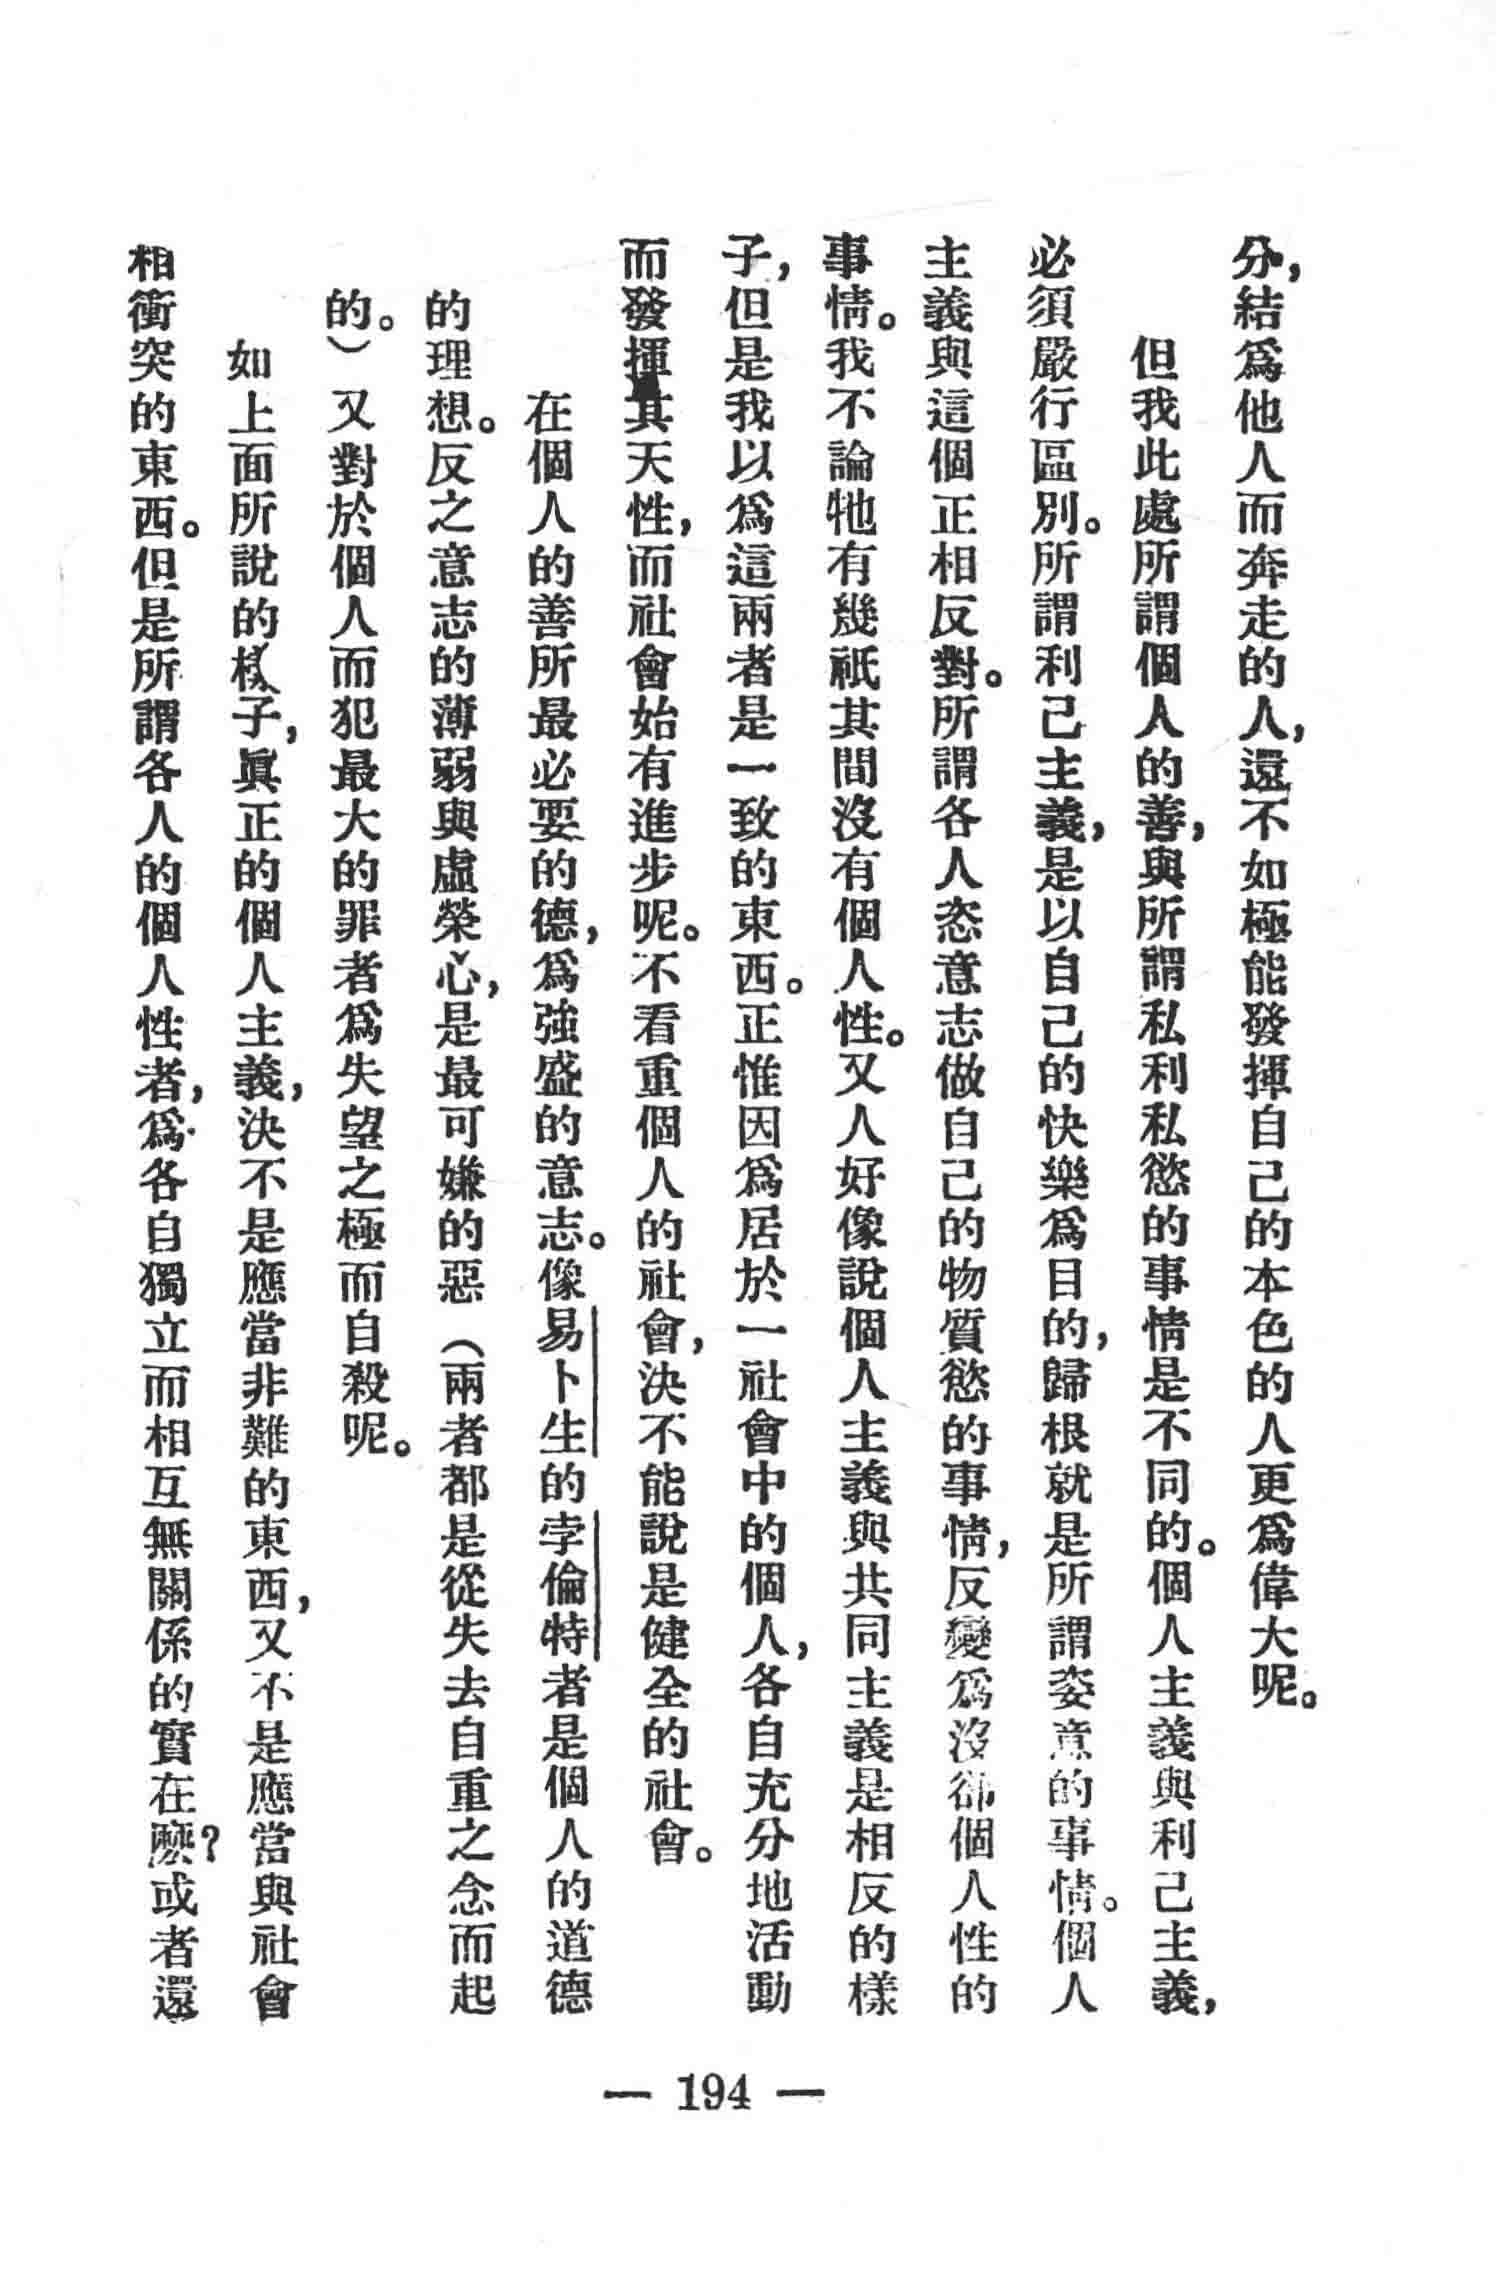 分，結爲他人而奔走的人，還不如極能發揮自己的本色的人更爲偉大呢。
但我此處所謂個人的善，與所謂私利私慾的事情是不同的。個人主義與利己主義，
必須嚴行區別。所謂利己主義，是以自己的快樂爲目的，歸根就是所謂姿意的事情。個人
主義與這個正相反對。所謂各人恣意志做自己的物質慾的事情，反變爲沒卻個人性的
事情。我不論牠有幾祇其間沒有個人性。又人好像說個人主義與共同主義是相反的樣
子，但是我以爲這兩者是一致的東西。正惟因爲居於一社會中的個人，各自充分地活動
而發揮其天性，而社會始有進步呢。不看重個人的社會，決不能說是健全的社會。
在個人的善所最必要的德，爲強盛的意志。像易卜生的孛倫特者是個人的道德
的理想。反之意志的薄弱與虛榮心，是最可嫌的惡（兩者都是從失去自重之念而起
的。）又對於個人而犯最大的罪者爲失望之極而自殺呢。
如上面所說的樣子，眞正的個人主義，決不是應當非難的東西，又不是應當與社會
相衝突的東西。但是所謂各人的個人性者，爲各自獨立而相互無關係的實在麽？或者還
— 194 —